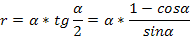 r = α * tg α/2 = α * 1 − cosα / sinα